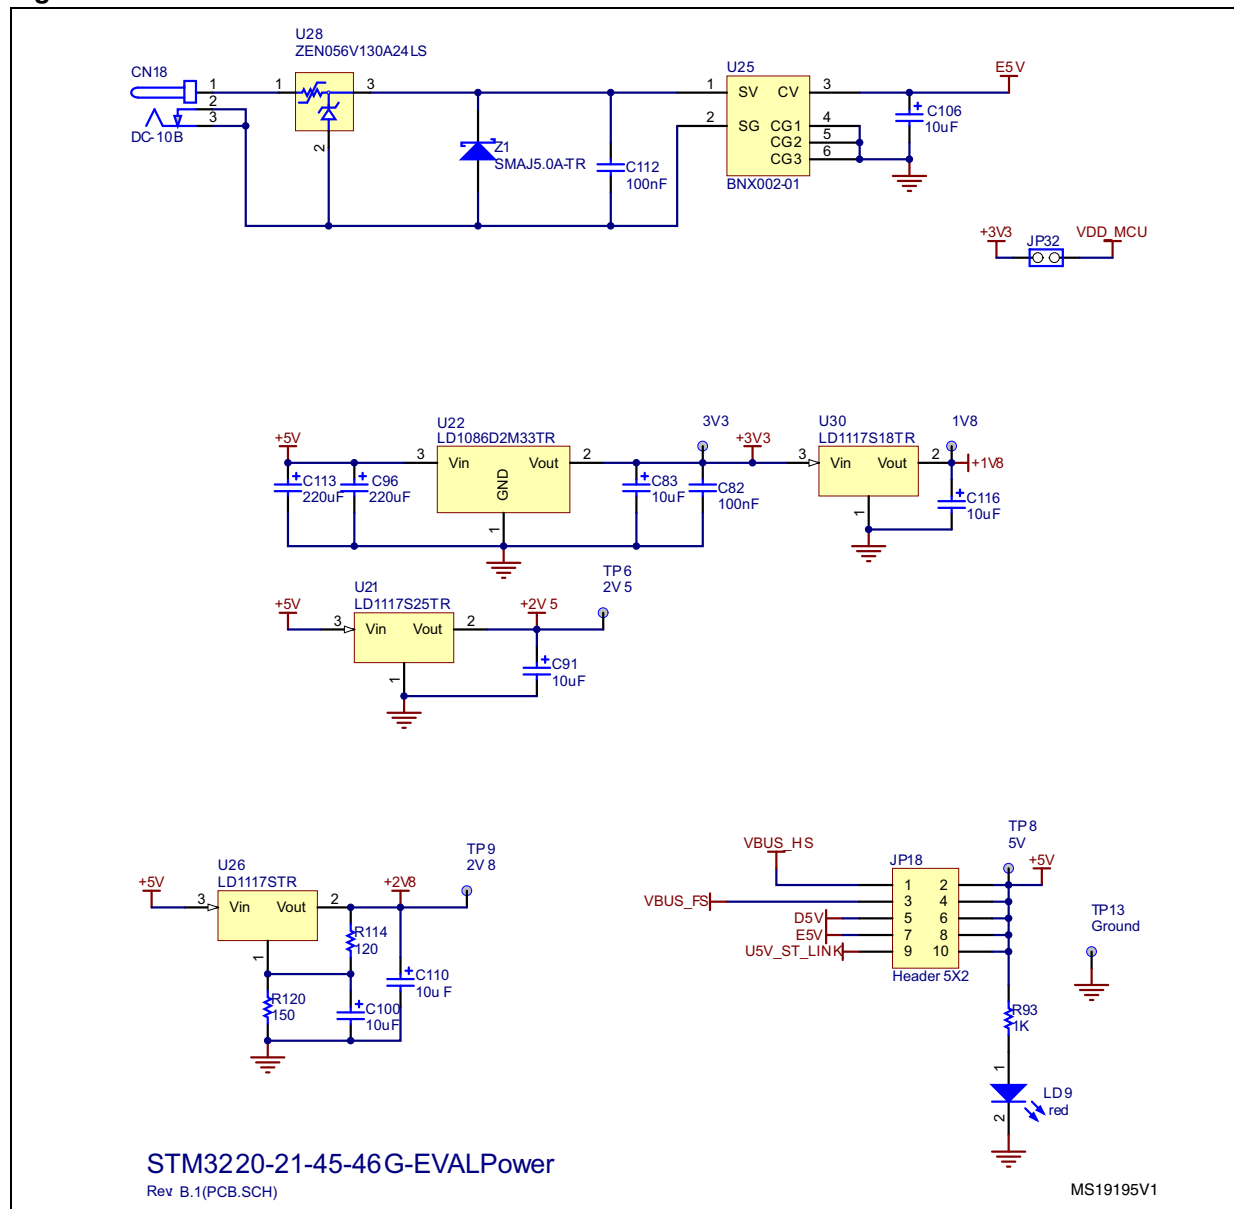 U28
ZEN056V130A24LS
CN18
1
2
3
DC-10B
1
3
2
Z1
SMAJ5.0A-TR
C112
100nF
U25
1 SV CV 3
2 SG CG1 4
CG2 5
CG3 6
BNX002-01
E5V
+ C106
10uF
+3V3
JP32
VDD_MCU
+5V
U22
LD1086D2M33TR
3 Vin Vout 2
GND
1
+ C113
220uF
+ C96
220uF
3V3
+3V3
+ C83
10uF
C82
100nF
U30
LD1117S18TR
3 Vin Vout 2
1
1V8
+1V8
+ C116
10uF
+5V
U21
LD1117S25TR
3 Vin Vout 2
1
+2V5
TP6
2V5
+ C91
10uF
+5V
U26
LD1117STR
3 Vin Vout 2
1
+2V8
TP9
2V8
R114
120
R120
150
+ C100
10uF
+ C110
10uF
VBUS_HS
VBUS_FS
D5V
E5V
U5V_ST_LINK
JP18
1 2
3 4
5 6
7 8
9 10
Header 5X2
TP8
5V
+5V
TP13
Ground
R93
1K
1
2
LD9
red
STM3220-21-45-46G-EVALPower
Rev B.1(PCB.SCH)
MS19195V1